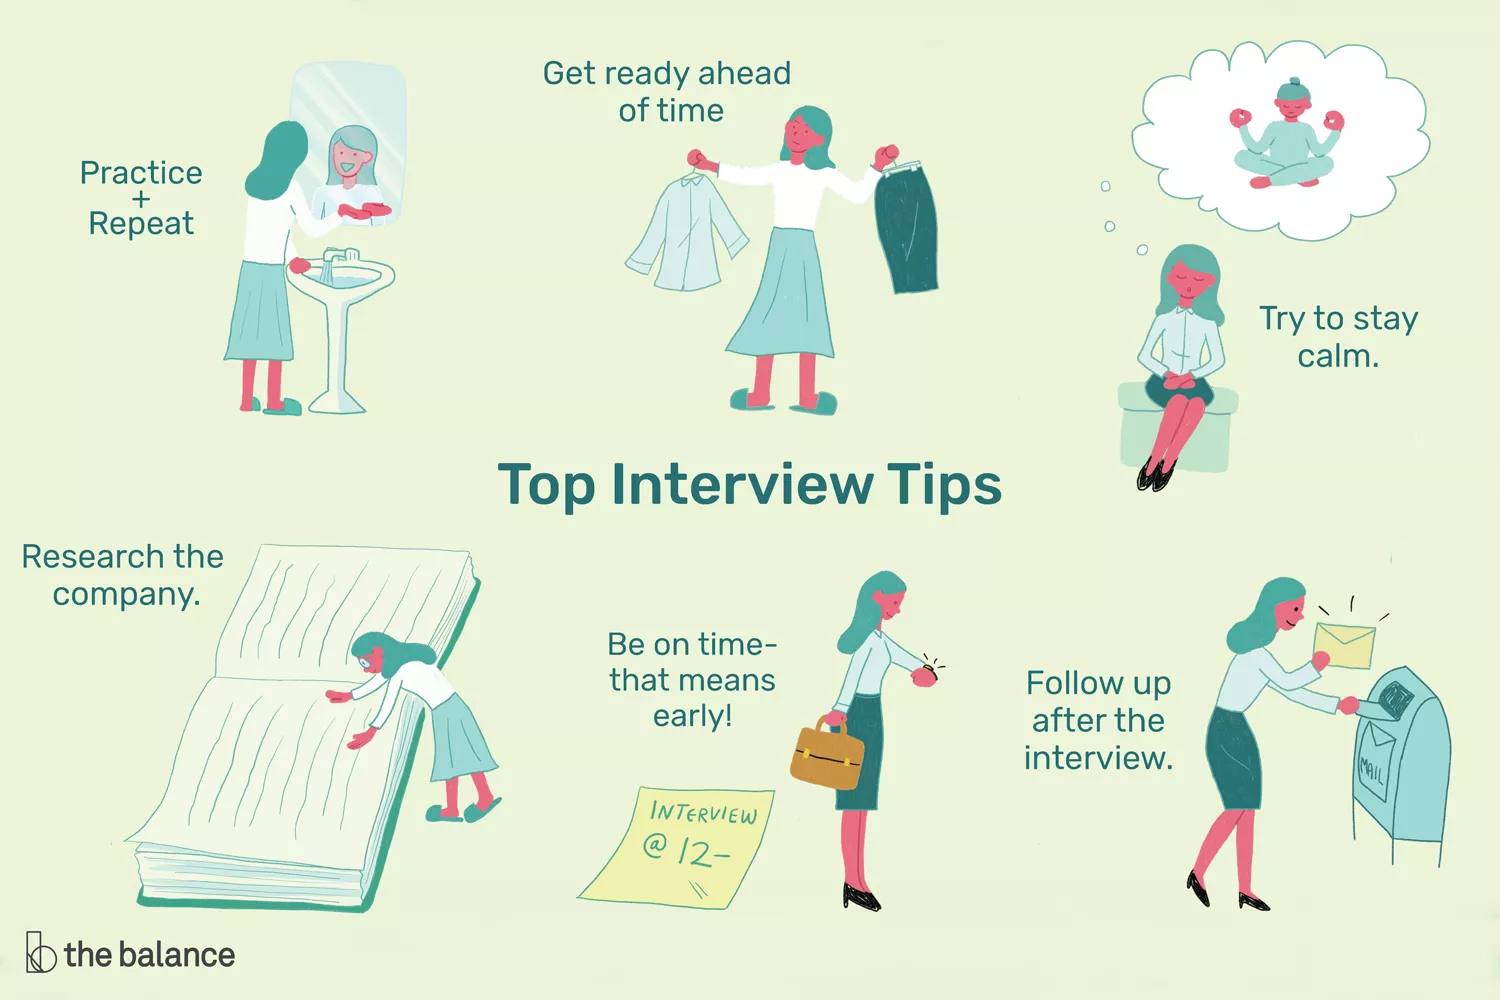 Practice
+
Repeat
Get ready ahead
of time
Try to stay
calm.
Top Interview Tips
Research the
company.
Be on time-
that means
early!
INTERVIEW
@ 12-
Follow up
after the
interview.
MAIL
the balance